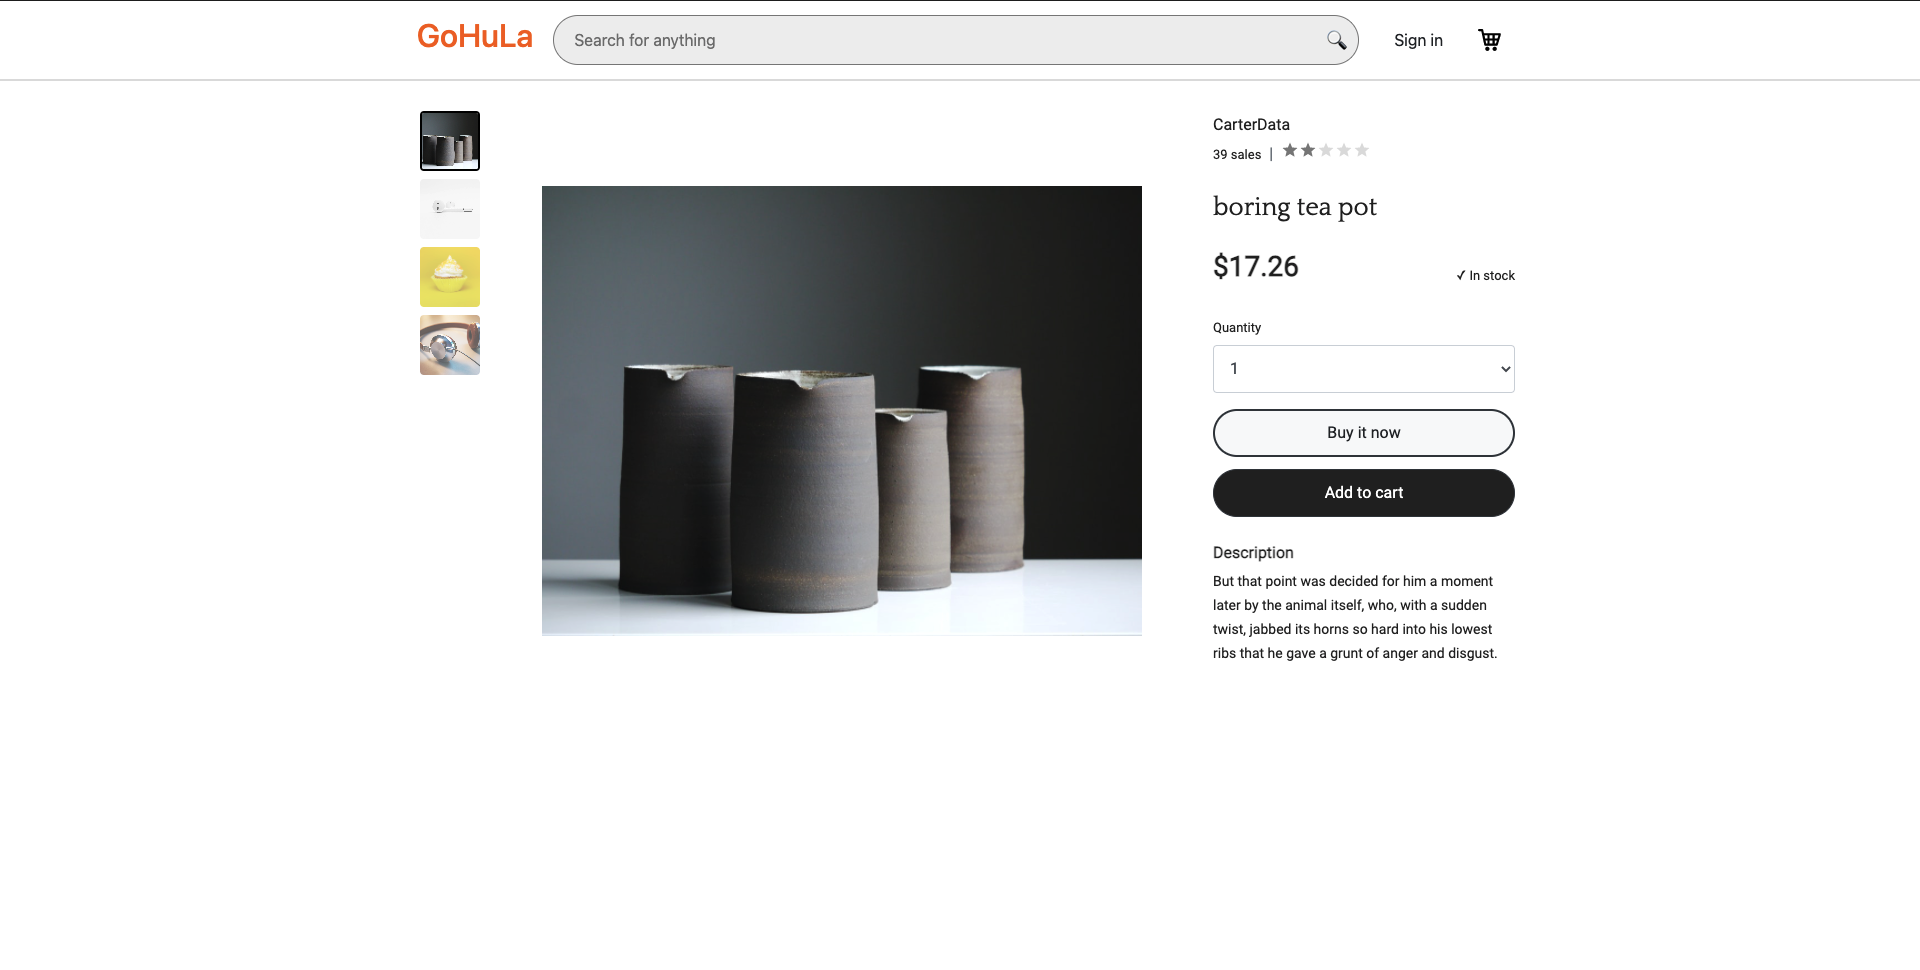 GoHuLa
Search for anything
Sign in
CarterData
39 sales |
boring tea pot
$17.26
✓ In stock
Quantity
1
Buy it now
Add to cart
Description
But that point was decided for him a moment
later by the animal itself, who, with a sudden
twist, jabbed its horns so hard into his lowest
ribs that he gave a grunt of anger and disgust.